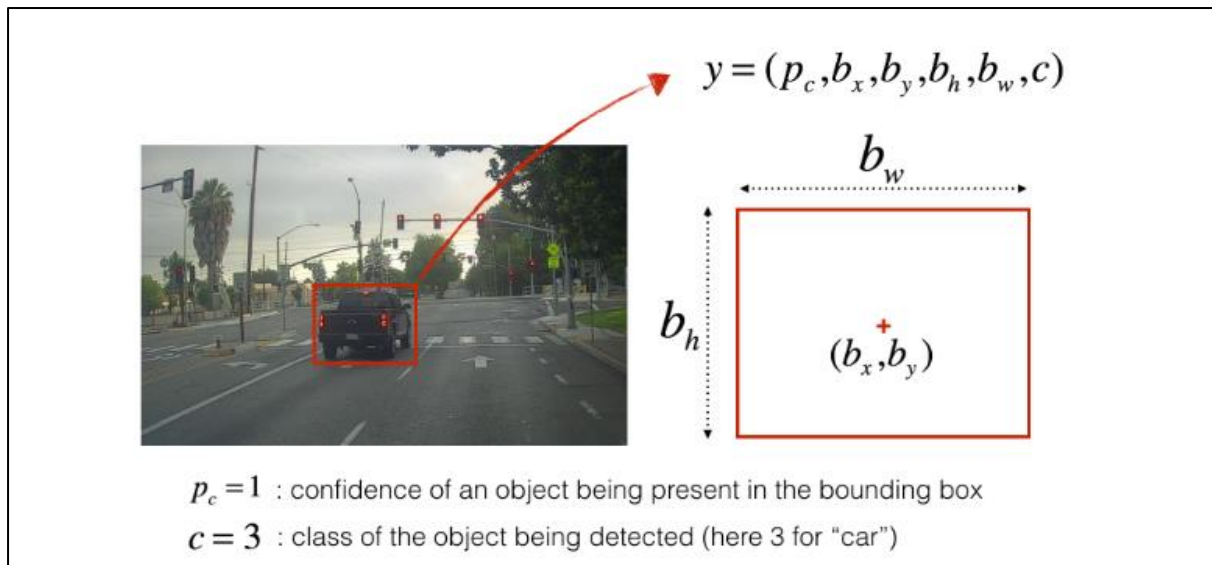 y = (p_c, b_x, b_y, b_h, b_w, c)
b_w
b_h
(b_x, b_y)
p_c = 1 : confidence of an object being present in the bounding box
c = 3 : class of the object being detected (here 3 for “car”)